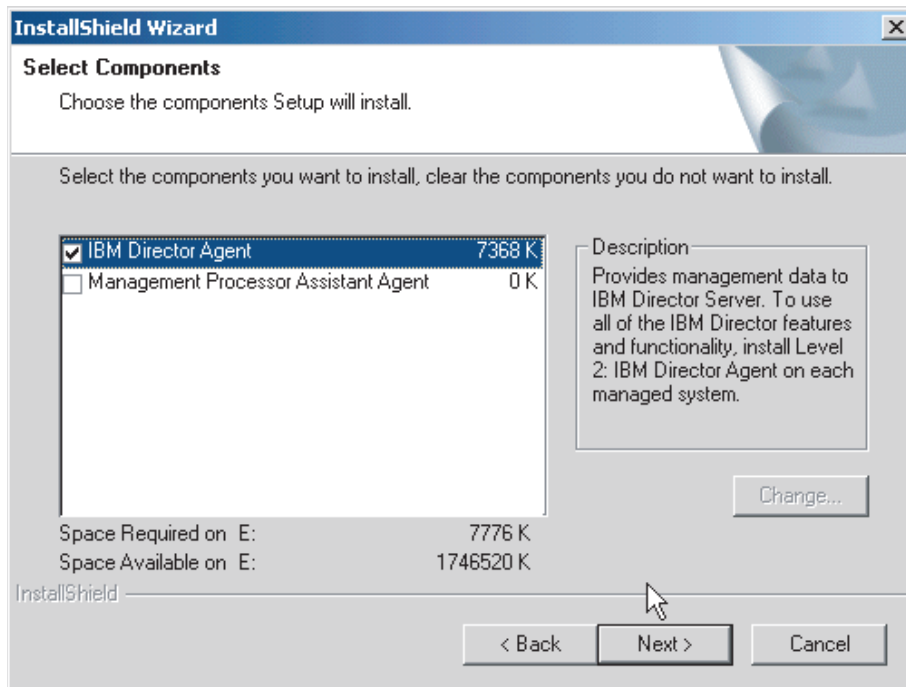 InstallShield Wizard
Select Components
Choose the components Setup will install.
Select the components you want to install, clear the components you do not want to install.
IBM Director Agent 7368 K
Management Processor Assistant Agent 0 K
Description
Provides management data to
IBM Director Server. To use
all of the IBM Director features
and functionality, install Level
2: IBM Director Agent on each
managed system.
Change...
Space Required on E: 7776 K
Space Available on E: 1746520 K
InstallShield
< Back
Next >
Cancel